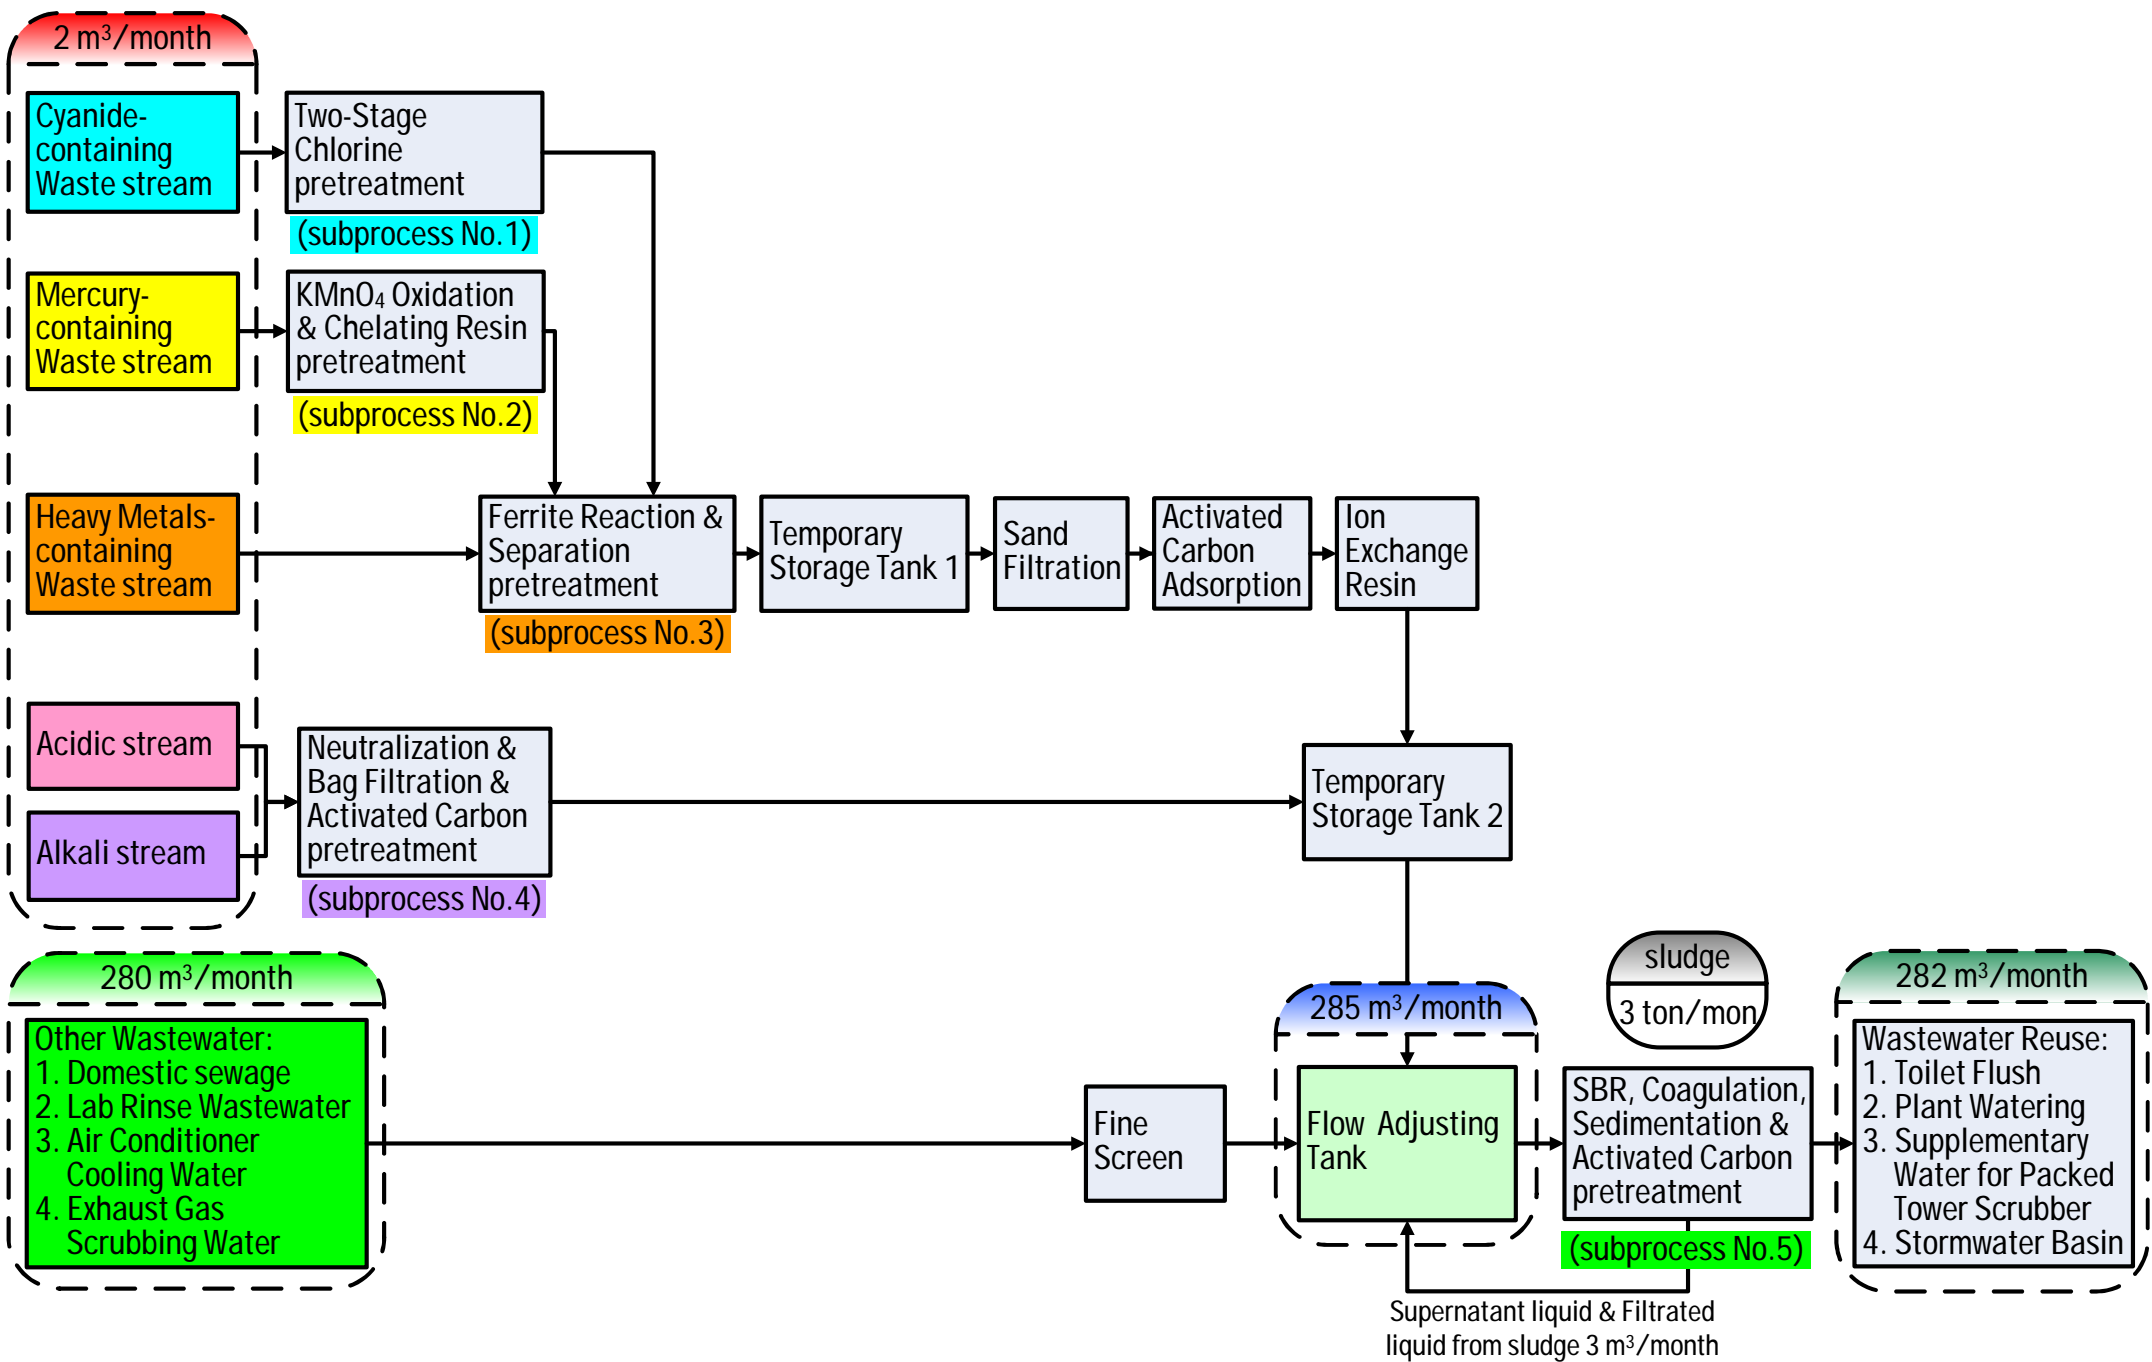 2 m³/month
Cyanide-
containing
Waste stream
Two-Stage
Chlorine
pretreatment
(subprocess No.1)
Mercury-
containing
Waste stream
KMnO₄ Oxidation
& Chelating Resin
pretreatment
(subprocess No.2)
Heavy Metals-
containing
Waste stream
Ferrite Reaction &
Separation
pretreatment
(subprocess No.3)
Temporary
Storage Tank 1
Sand
Filtration
Activated
Carbon
Adsorption
Ion
Exchange
Resin
Acidic stream
Alkali stream
Neutralization &
Bag Filtration &
Activated Carbon
pretreatment
(subprocess No.4)
Temporary
Storage Tank 2
280 m³/month
Other Wastewater:
1. Domestic sewage
2. Lab Rinse Wastewater
3. Air Conditioner
Cooling Water
4. Exhaust Gas
Scrubbing Water
Fine
Screen
285 m³/month
Flow Adjusting
Tank
sludge
3 ton/mon
SBR, Coagulation,
Sedimentation &
Activated Carbon
pretreatment
(subprocess No.5)
Supernatant liquid & Filtrated
liquid from sludge 3 m³/month
282 m³/month
Wastewater Reuse:
1. Toilet Flush
2. Plant Watering
3. Supplementary
Water for Packed
Tower Scrubber
4. Stormwater Basin